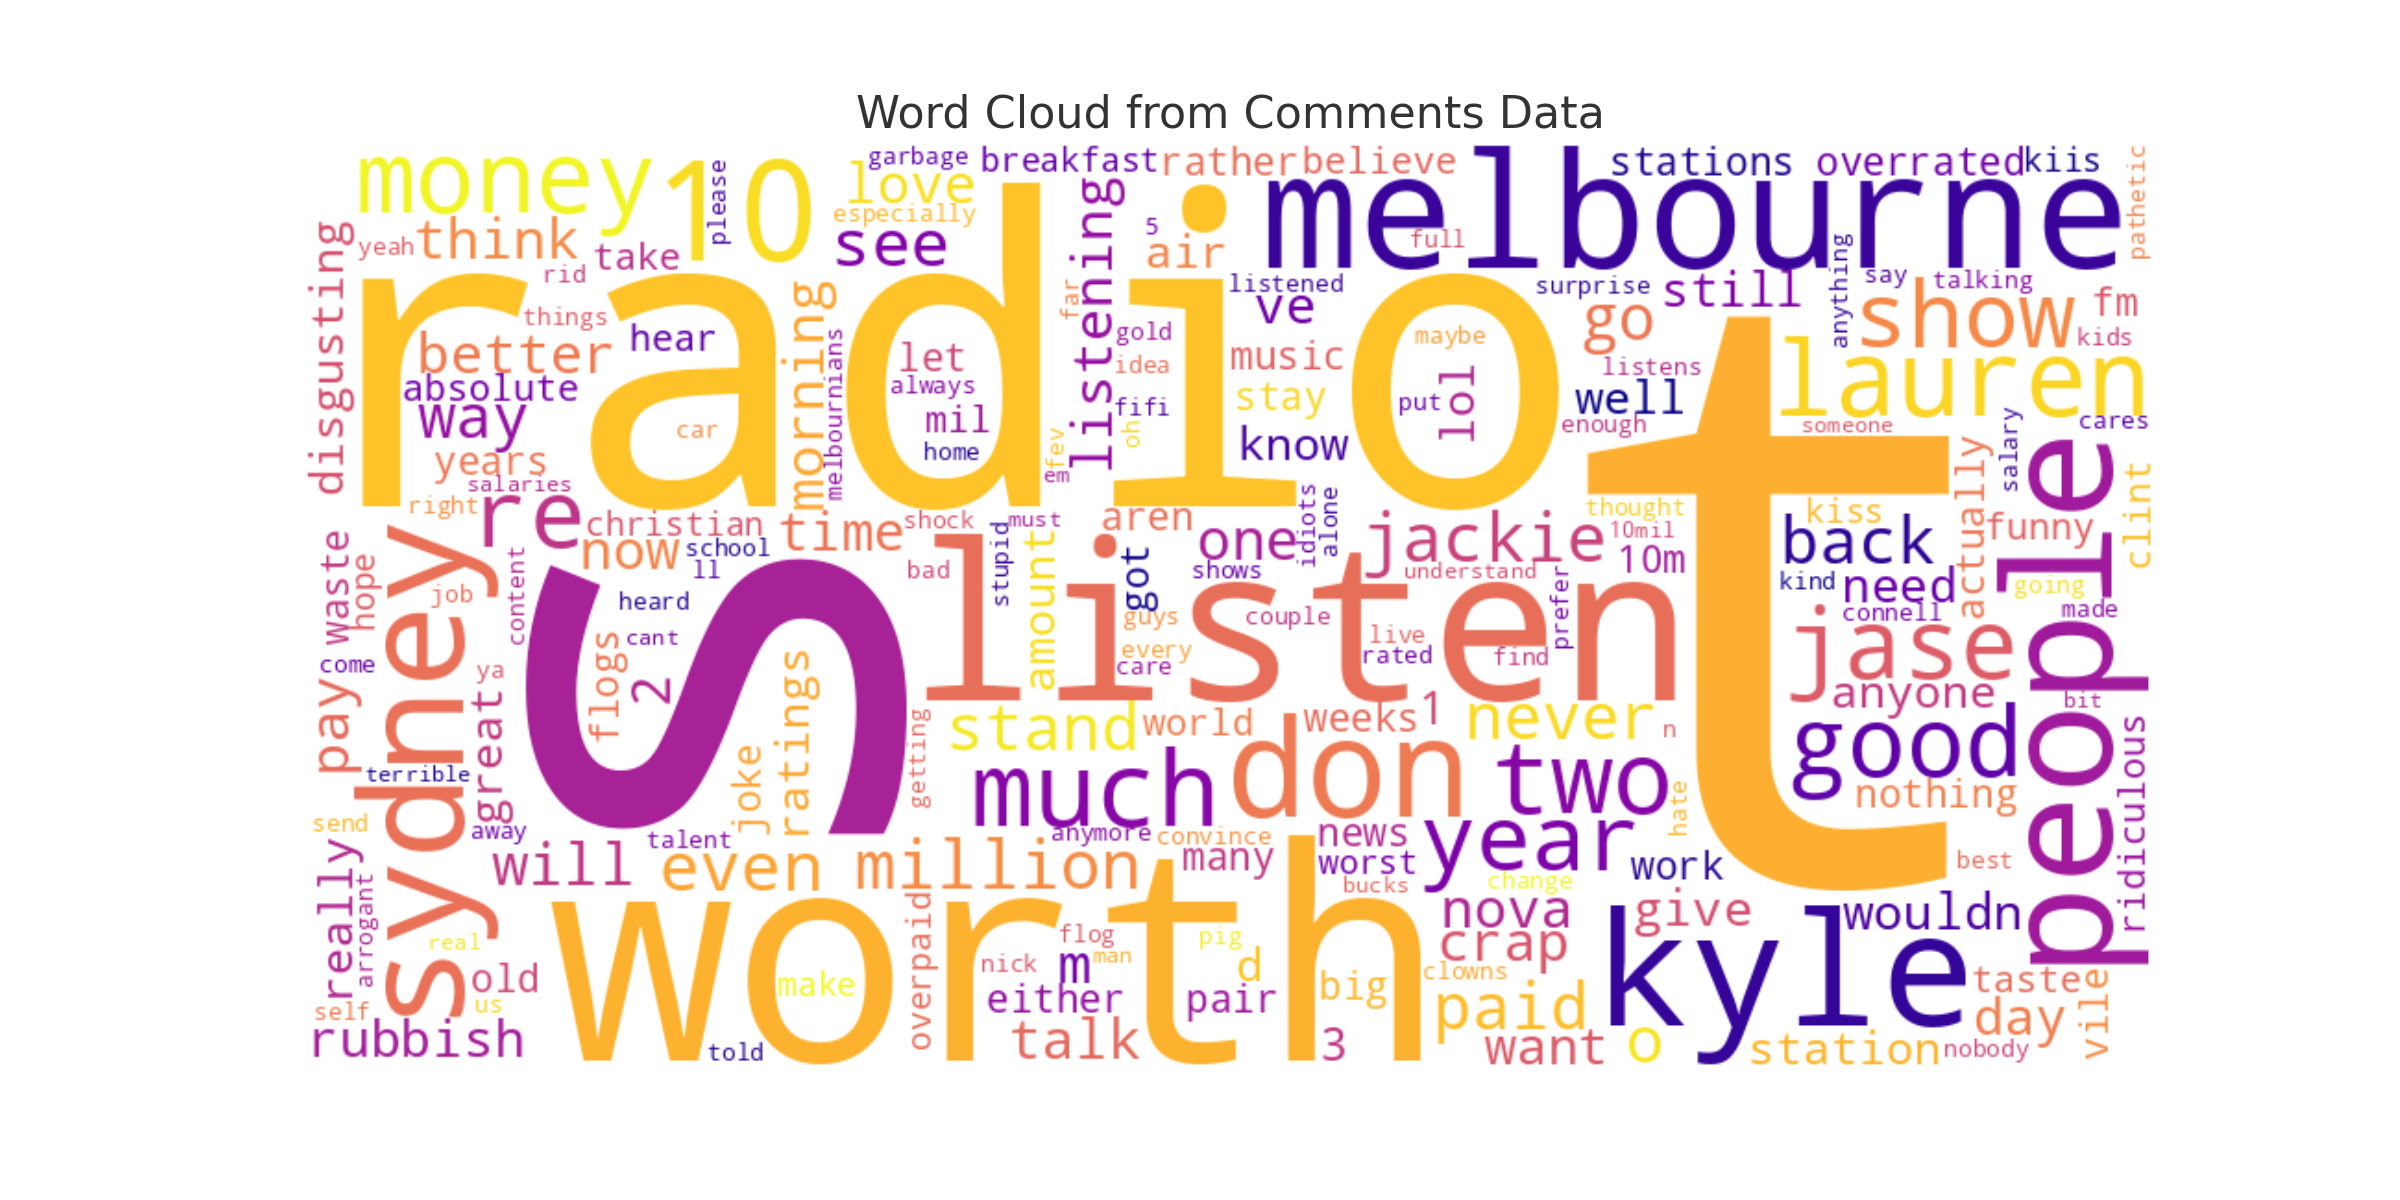 Word Cloud from Comments Data
money
10
please
love
garbage
especially
breakfast
rather
believe
melbourne
stations
overrated
kiis
pathetic
disgusting
yeah
think
take
rid
see
listening
5
air
full
radio
things
better
hear
morning
melbournians
far
listened
ve
surprise
still
anything
say
talking
go
show
fm
kids
let
always
mil
home
gold
idea
fifi
oh
music
stay
maybe
put
lol
know
listens
well
enough
lauren
someone
cares
absolute
way
car
years
salaries
right
fev
em
t
salary
actually
people
clint
re
christian
now
school
ll
time
shock
must
stupid
aren
one
idiots
alone
jackie
thought
10mil
10m
kiss
back
funny
waste
hope
sydney
content
job
heard
cant
s
flogs
2
bad
listen
amount
got
shows
guys
every
care
understand
couple
live
rated
prefer
find
kind
need
connell
going
made
jase
anyone
bit
come
pay
ya
great
terrible
joke
ratings
getting
stand
world
weeks
1
never
n
much
don
two
hate
good
nothing
ridiculous
send
away
will
talent
even
million
anymore
convince
many
news
worst
bucks
year
change
work
best
really
arrogant
real
old
us
self
rubbish
worth
make
told
overpaid
flog
nick
m
man
either
talk
pig
d
pair
big
3
nova
crap
clowns
paid
want
give
kyle
o
wouldn
station
taste
day
nobody
vile